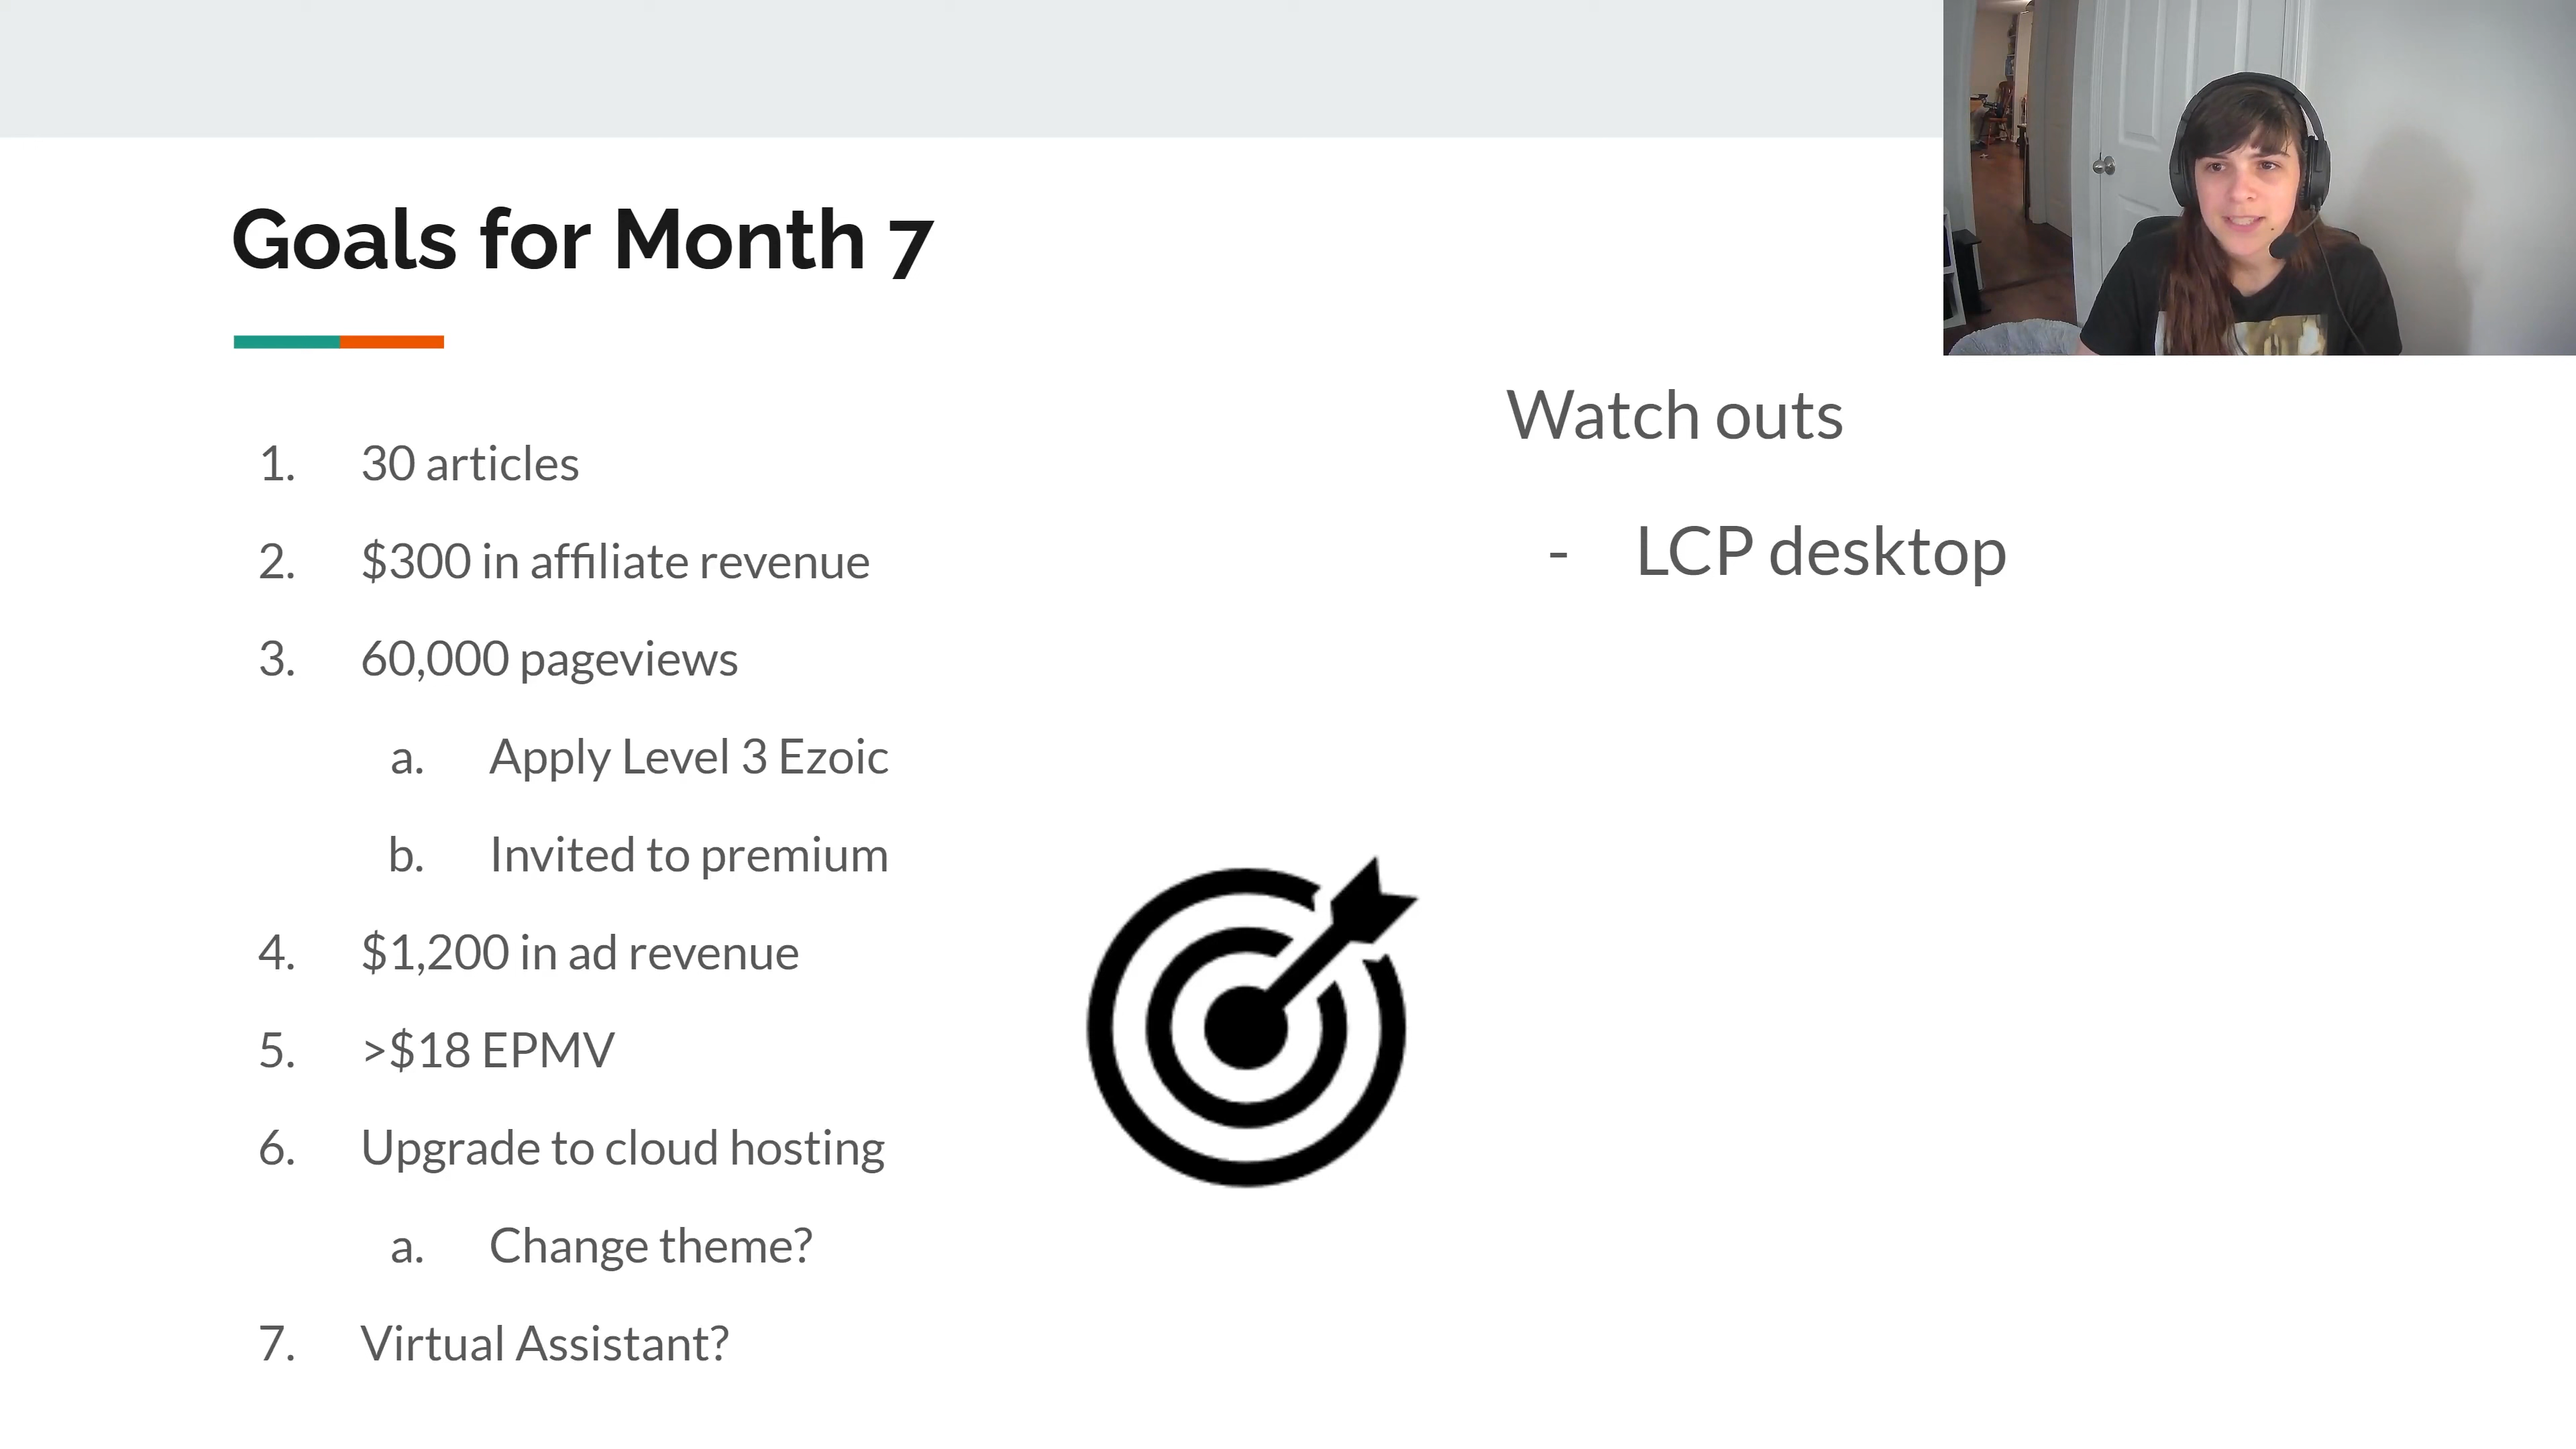 Goals for Month 7
1. 30 articles
2. $300 in affiliate revenue
3. 60,000 pageviews
a. Apply Level 3 Ezoic
b. Invited to premium
4. $1,200 in ad revenue
5. >$18 EPMV
6. Upgrade to cloud hosting
a. Change theme?
7. Virtual Assistant?
Watch outs
- LCP desktop